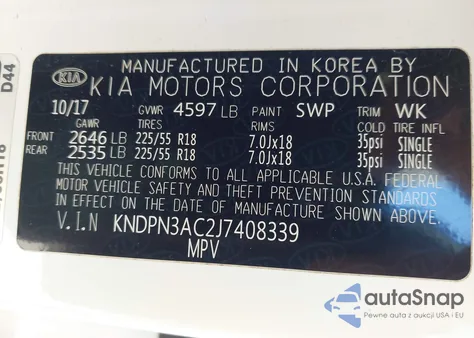 MANUFACTURED IN KOREA BY
KIA KIA MOTORS CORPORATION
10/17 GVWR 4597 LB PAINT SWP TRIM WK
GAWR TIRES RIMS COLD TIRE INFL
FRONT 2646 LB 225/55 R18 7.0Jx18 35psi SINGLE
REAR 2535 LB 225/55 R18 7.0Jx18 35psi SINGLE
THIS VEHICLE CONFORMS TO ALL APPLICABLE U.S.A FEDERAL
MOTOR VEHICLE SAFETY AND THEFT PREVENTION STANDARDS
IN EFFECT ON THE DATE OF MANUFACTURE SHOWN ABOVE.
V.I.N KNDPN3AC2J7408339
MPV
D44
autoSnap
Pewne auta z aukcji USA i EU